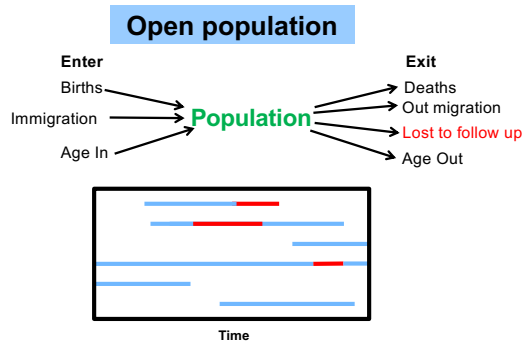 Open population
Enter
Exit
Births
Immigration
Age In
Population
Deaths
Out migration
Lost to follow up
Age Out
Time